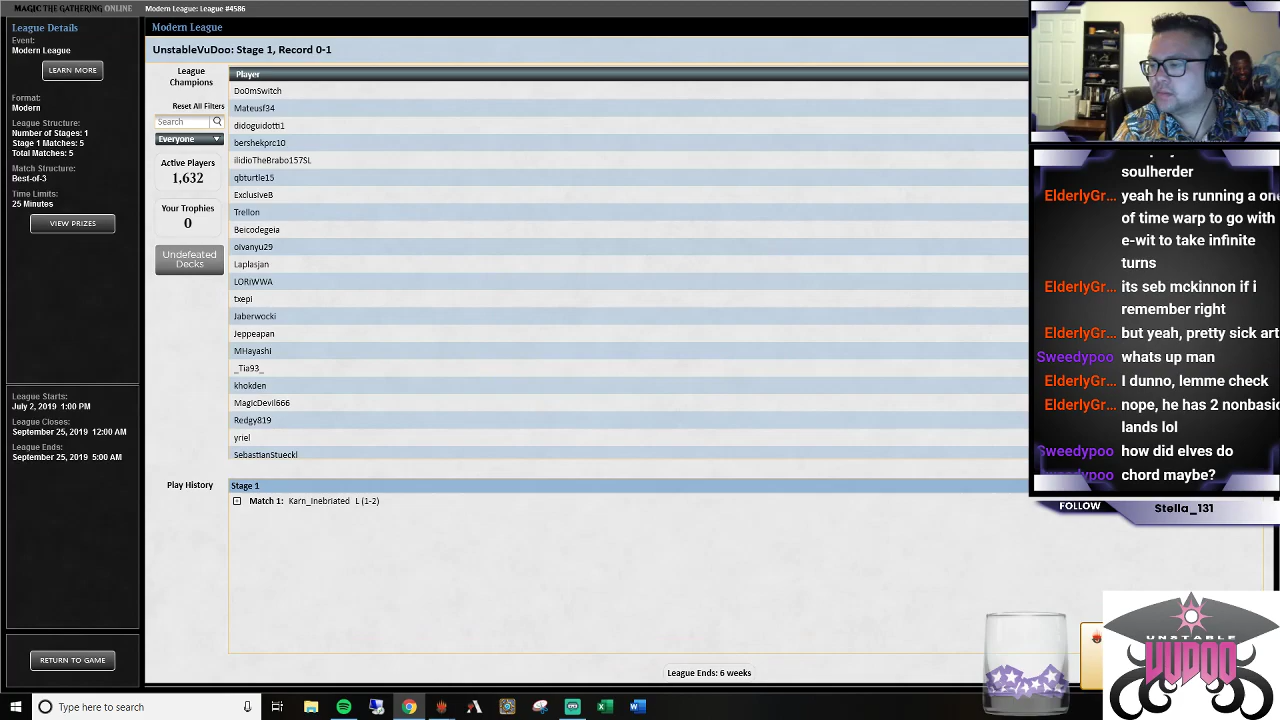 MAGIC THE GATHERING ONLINE
Modern League: League #4586
League Details
Event:
Modern League
LEARN MORE
Format:
Modern
League Structure:
Number of Stages: 1
Stage 1 Matches: 5
Total Matches: 5
Match Structure:
Best-of-3
Time Limits:
25 Minutes
VIEW PRIZES
League Starts:
July 2, 2019 1:00 PM
League Closes:
September 25, 2019 12:00 AM
League Ends:
September 25, 2019 5:00 AM
RETURN TO GAME
Modern League
UnstableVuDoo: Stage 1, Record 0-1
League
Champions
Reset All Filters
Search
Everyone
Active Players
1,632
Your Trophies
0
Undefeated
Decks
Player
Do0mSwitch
Mateusf34
didoguidotti1
bershekprc10
ilidioTheBrabo157SL
qbturtle15
ExclusiveB
Trellon
Beicodegeia
olvanyu29
Laplasjan
LORiWWA
txepi
Jaberwocki
Jeppeapan
MHayashi
_Tia93_
khokden
MagicDevil666
Redgy819
yriel
SebastianStueckl
Play History
Stage 1
Match 1: Karn_Inebriated L (1-2)
League Ends: 6 weeks
soulherder
ElderlyGr... yeah he is running a one
of time warp to go with
e-wit to take infinite
turns
ElderlyGr... its seb mckinnon if i
remember right
ElderlyGr... but yeah, pretty sick art
Sweedypoo whats up man
ElderlyGr... I dunno, lemme check
ElderlyGr... nope, he has 2 nonbasic
lands lol
Sweedypoo how did elves do
Sweedypoo chord maybe?
FOLLOW
Stella_131
UNSTABLE
VUDOO
Type here to search